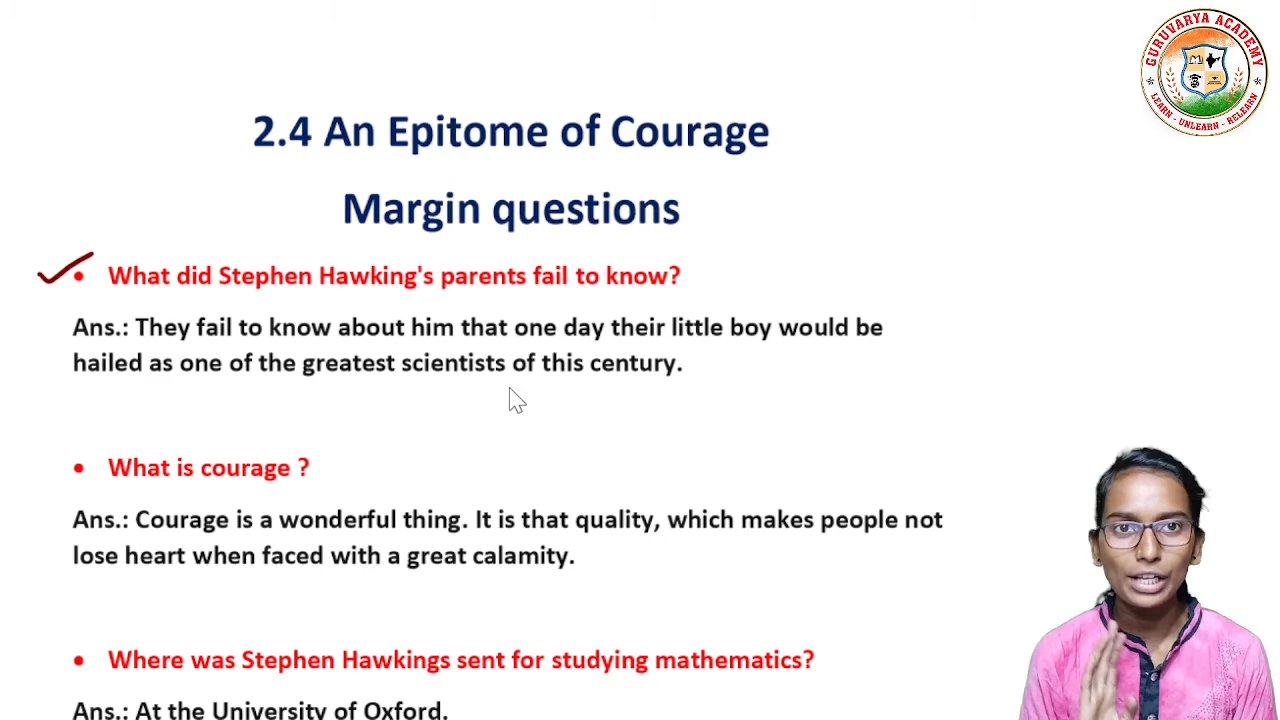 GURUVARYA ACADEMY
LEARN - UNLEARN - RELEARN
2.4 An Epitome of Courage
Margin questions
• What did Stephen Hawking's parents fail to know?
Ans.: They fail to know about him that one day their little boy would be
hailed as one of the greatest scientists of this century.
• What is courage ?
Ans.: Courage is a wonderful thing. It is that quality, which makes people not
lose heart when faced with a great calamity.
• Where was Stephen Hawkings sent for studying mathematics?
Ans.: At the University of Oxford.